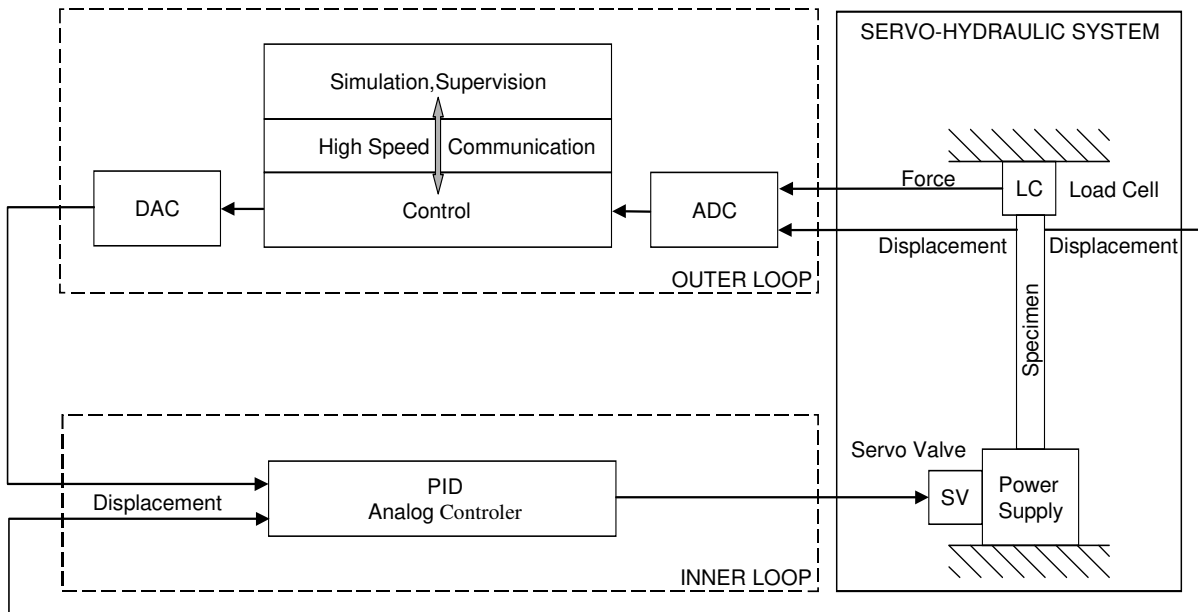 SERVO-HYDRAULIC SYSTEM
Simulation,Supervision
High Speed Communication
Control
DAC
ADC
Force
LC
Load Cell
Displacement
Displacement
OUTER LOOP
Specimen
Servo Valve
SV
Power
Supply
PID
Analog Controler
Displacement
INNER LOOP